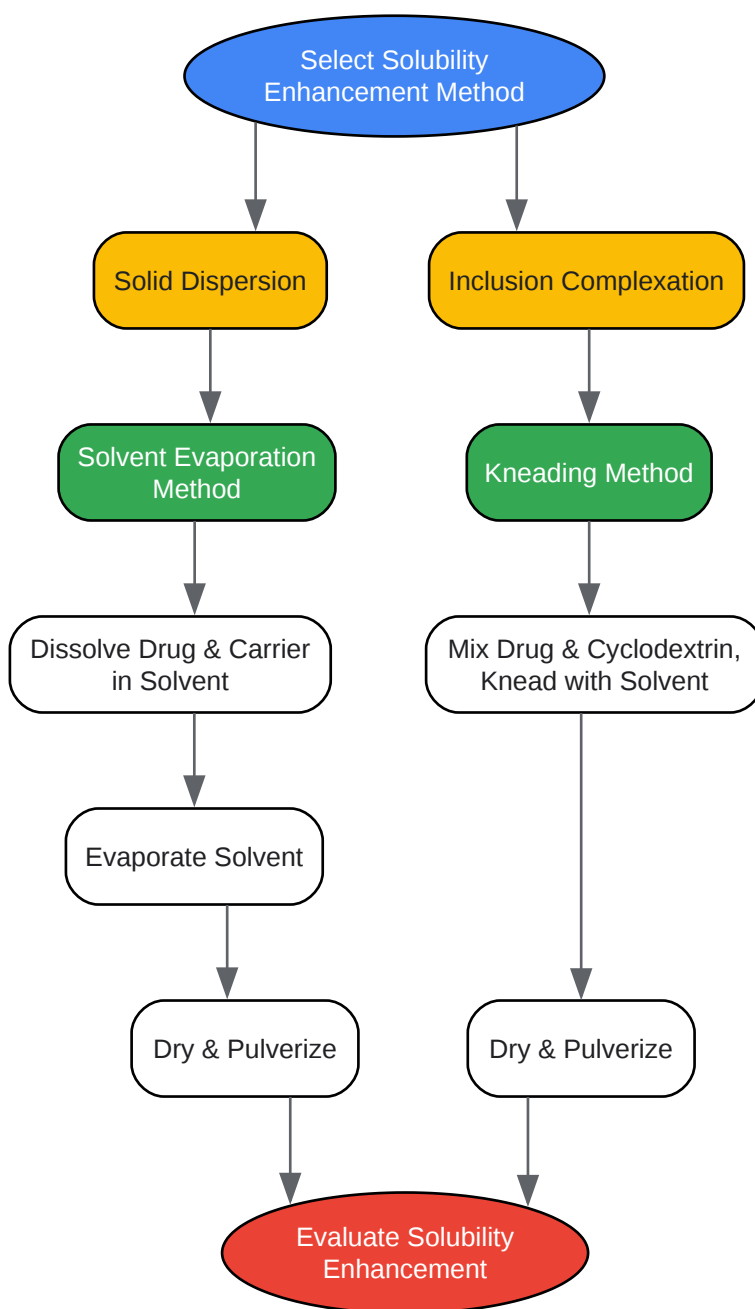 Select Solubility
Enhancement Method
Solid Dispersion
Inclusion Complexation
Solvent Evaporation
Method
Kneading Method
Dissolve Drug & Carrier
in Solvent
Mix Drug & Cyclodextrin,
Knead with Solvent
Evaporate Solvent
Dry & Pulverize
Dry & Pulverize
Evaluate Solubility
Enhancement